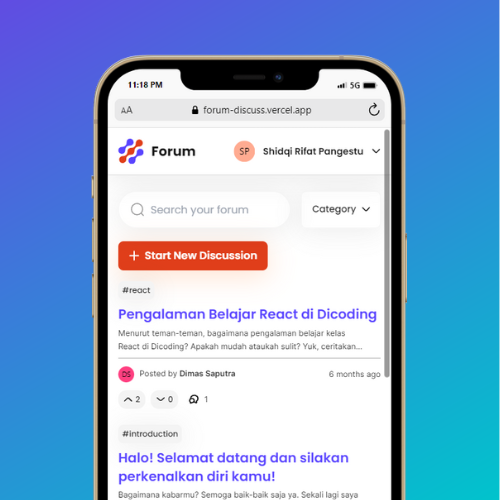 11:18 PM 5G
AA forum-discuss.vercel.app
Forum SP Shidqi Rifat Pangestu
Search your forum Category
+ Start New Discussion
#react
Pengalaman Belajar React di Dicoding
Menurut teman-teman, bagaimana pengalaman belajar kelas
React di Dicoding? Apakah mudah ataukah sulit? Yuk, ceritakan...
DS Posted by Dimas Saputra 6 months ago
2 0 1
#introduction
Halo! Selamat datang dan silakan
perkenalkan diri kamu!
Bagaimana kabarmu? Semoga baik-baik saja ya. Sekali lagi saya